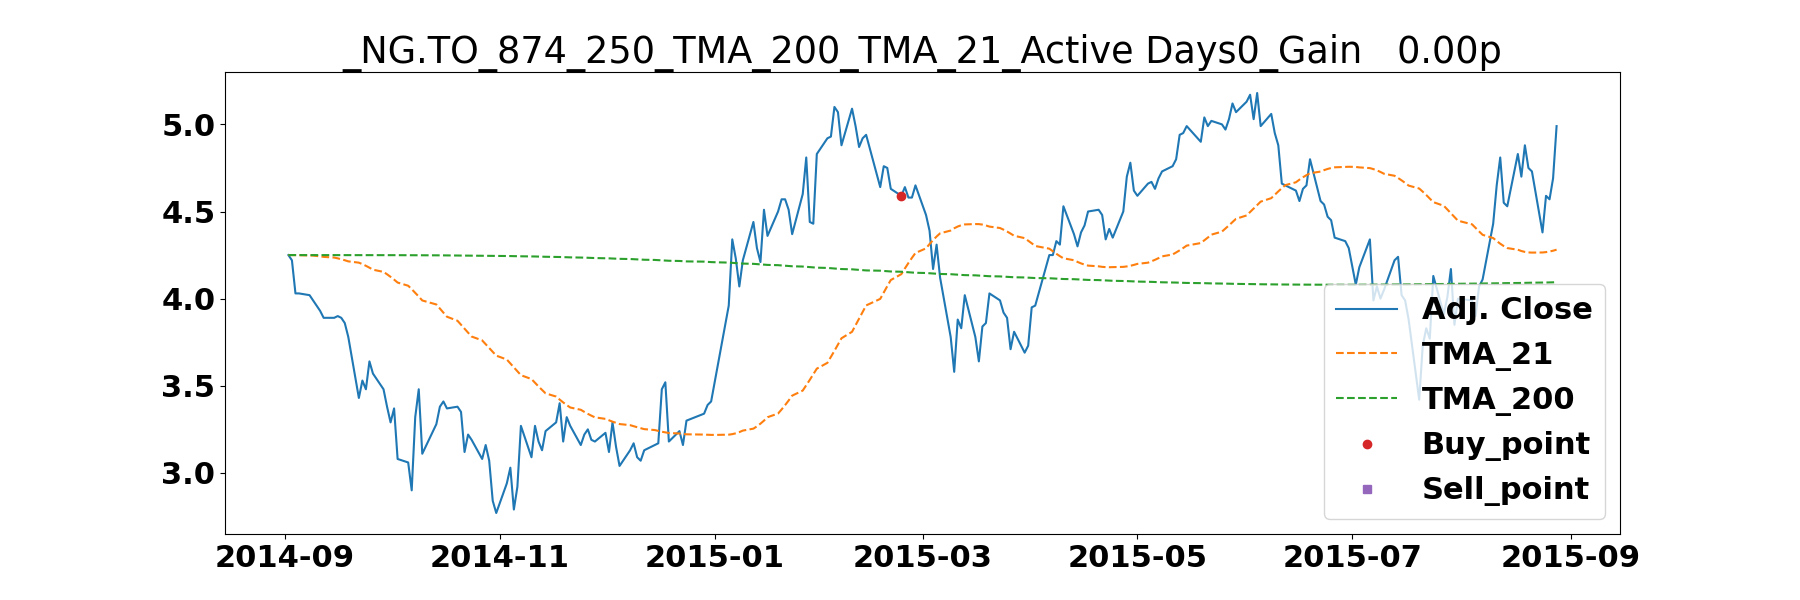 _NG.TO_874_250_TMA_200_TMA_21_Active Days0_Gain   0.00p
5.0
4.5
4.0
3.5
3.0
Adj. Close
TMA_21
TMA_200
Buy_point
Sell_point
2014-09 2014-11 2015-01 2015-03 2015-05 2015-07 2015-09